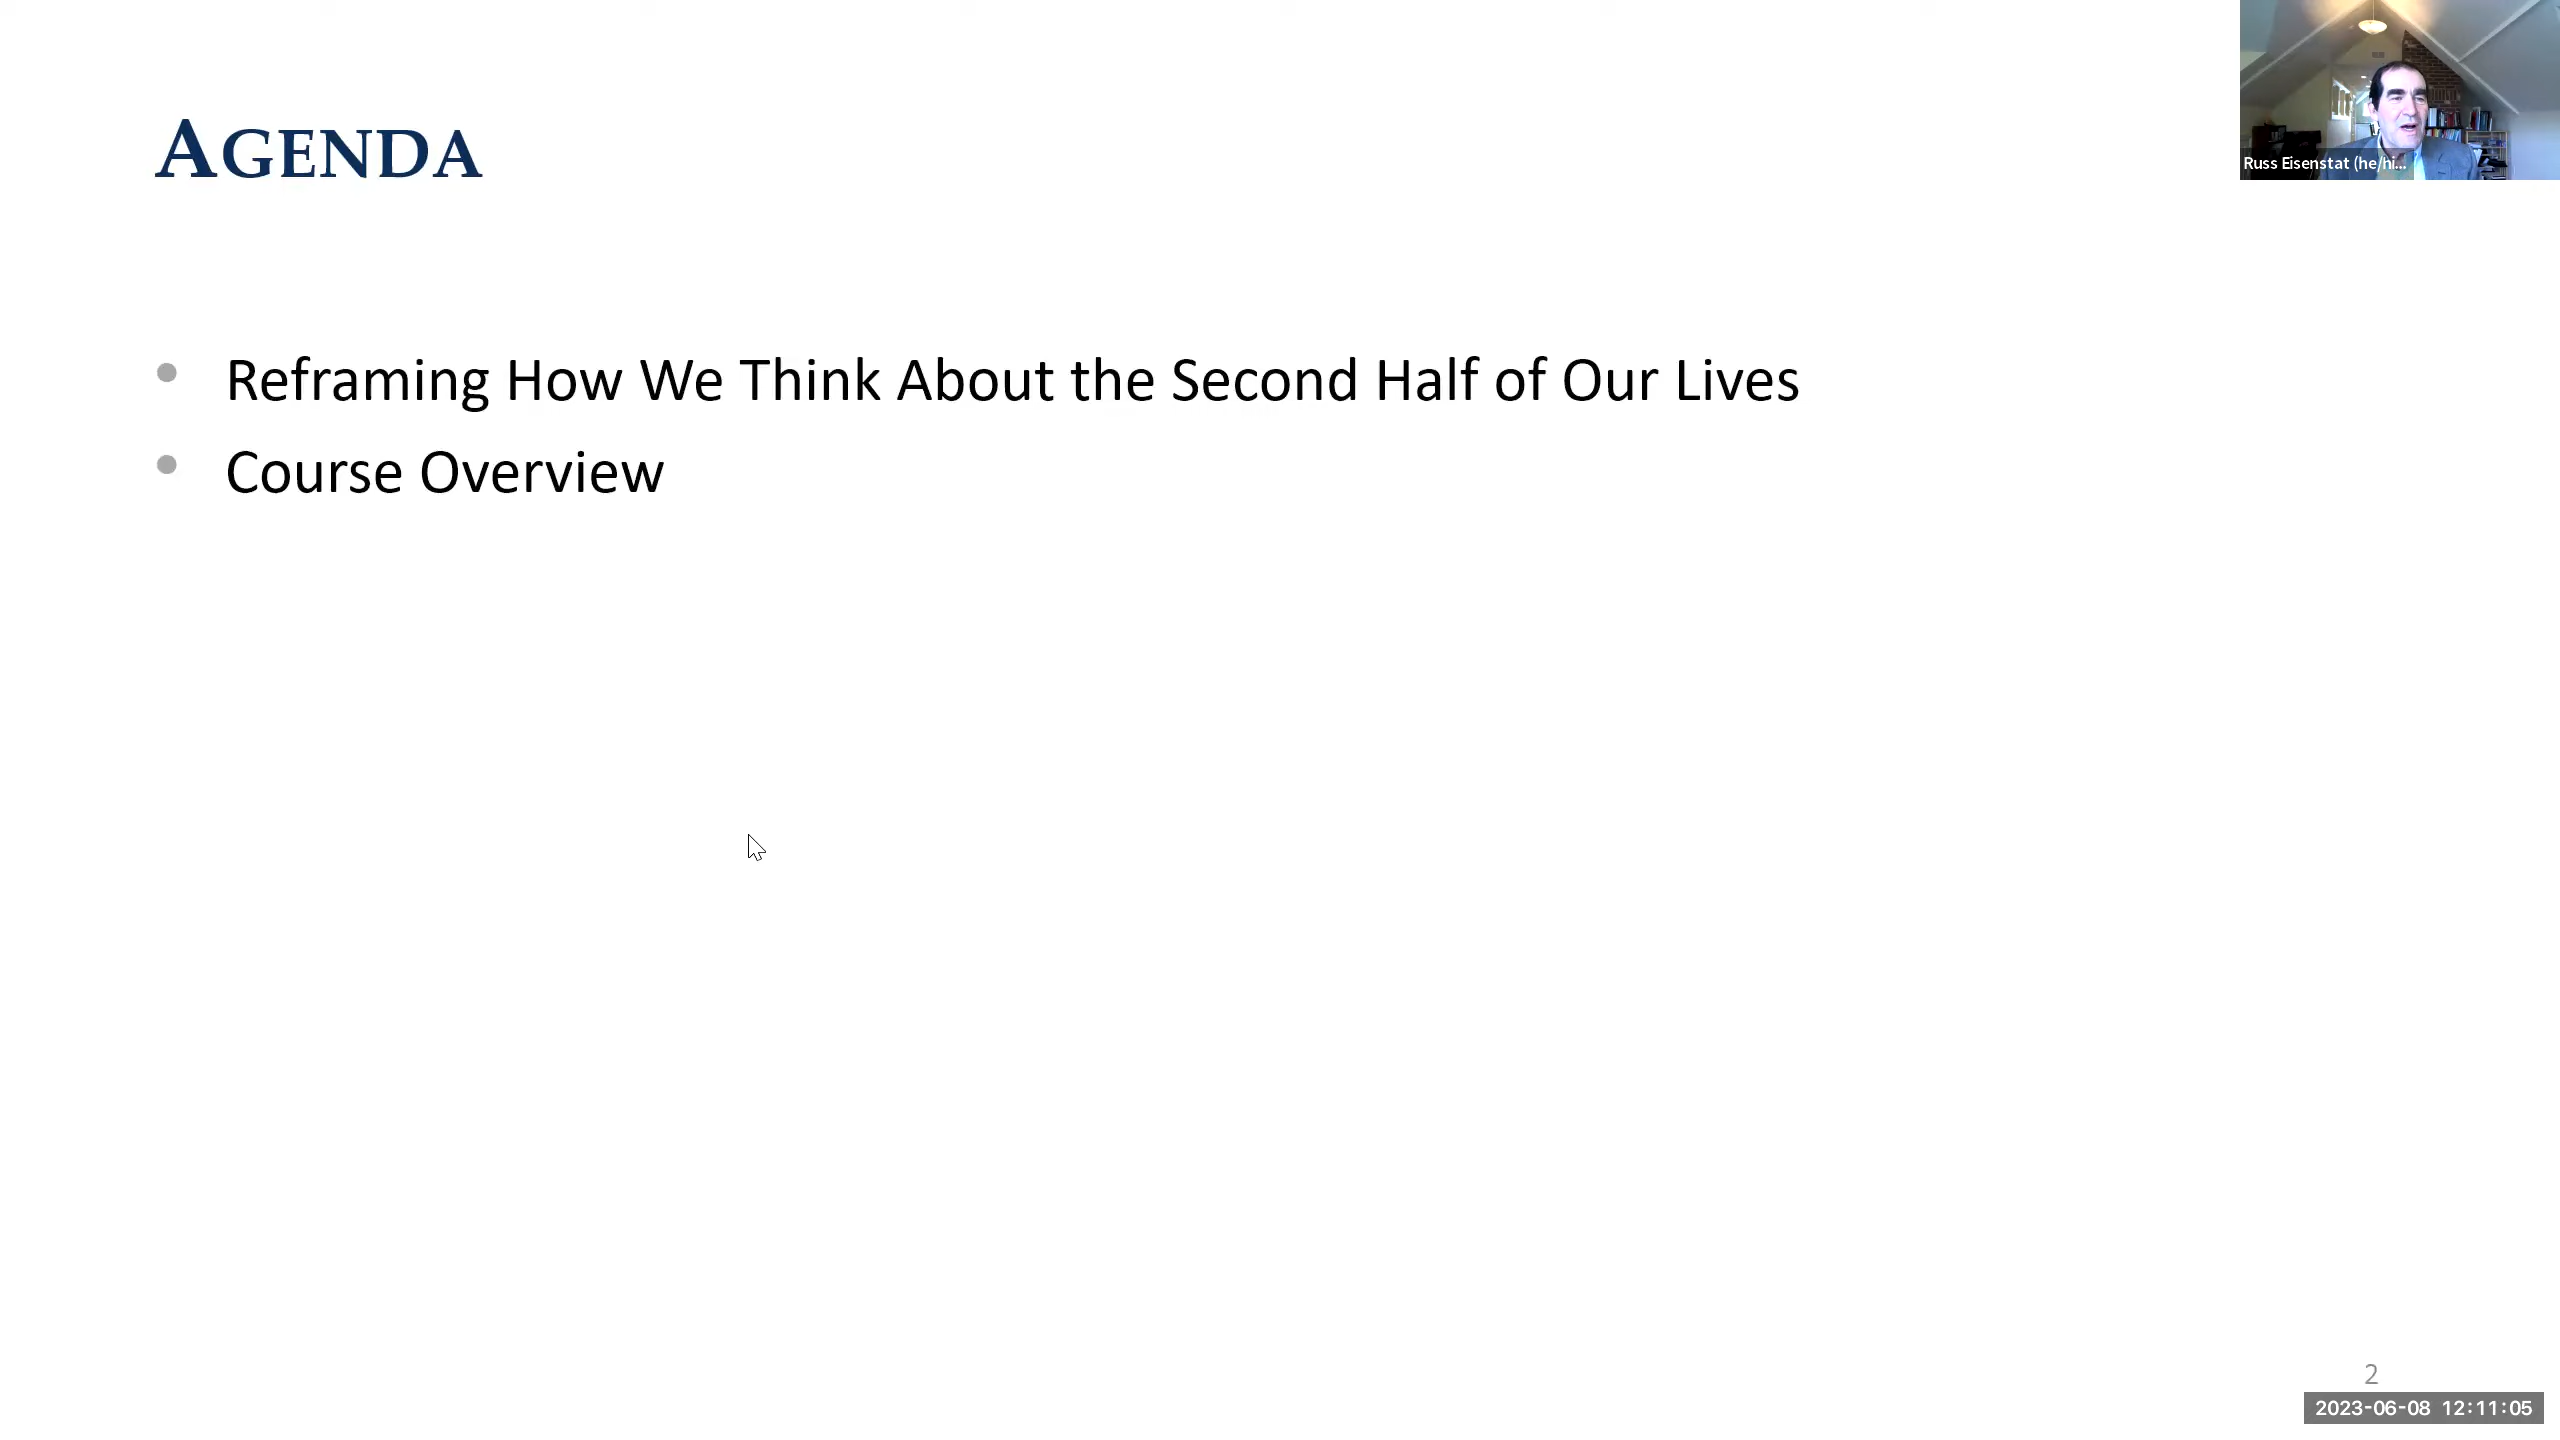 AGENDA
Russ Eisenstat (he/hi...
• Reframing How We Think About the Second Half of Our Lives
• Course Overview
2
2023-06-08 12:11:05